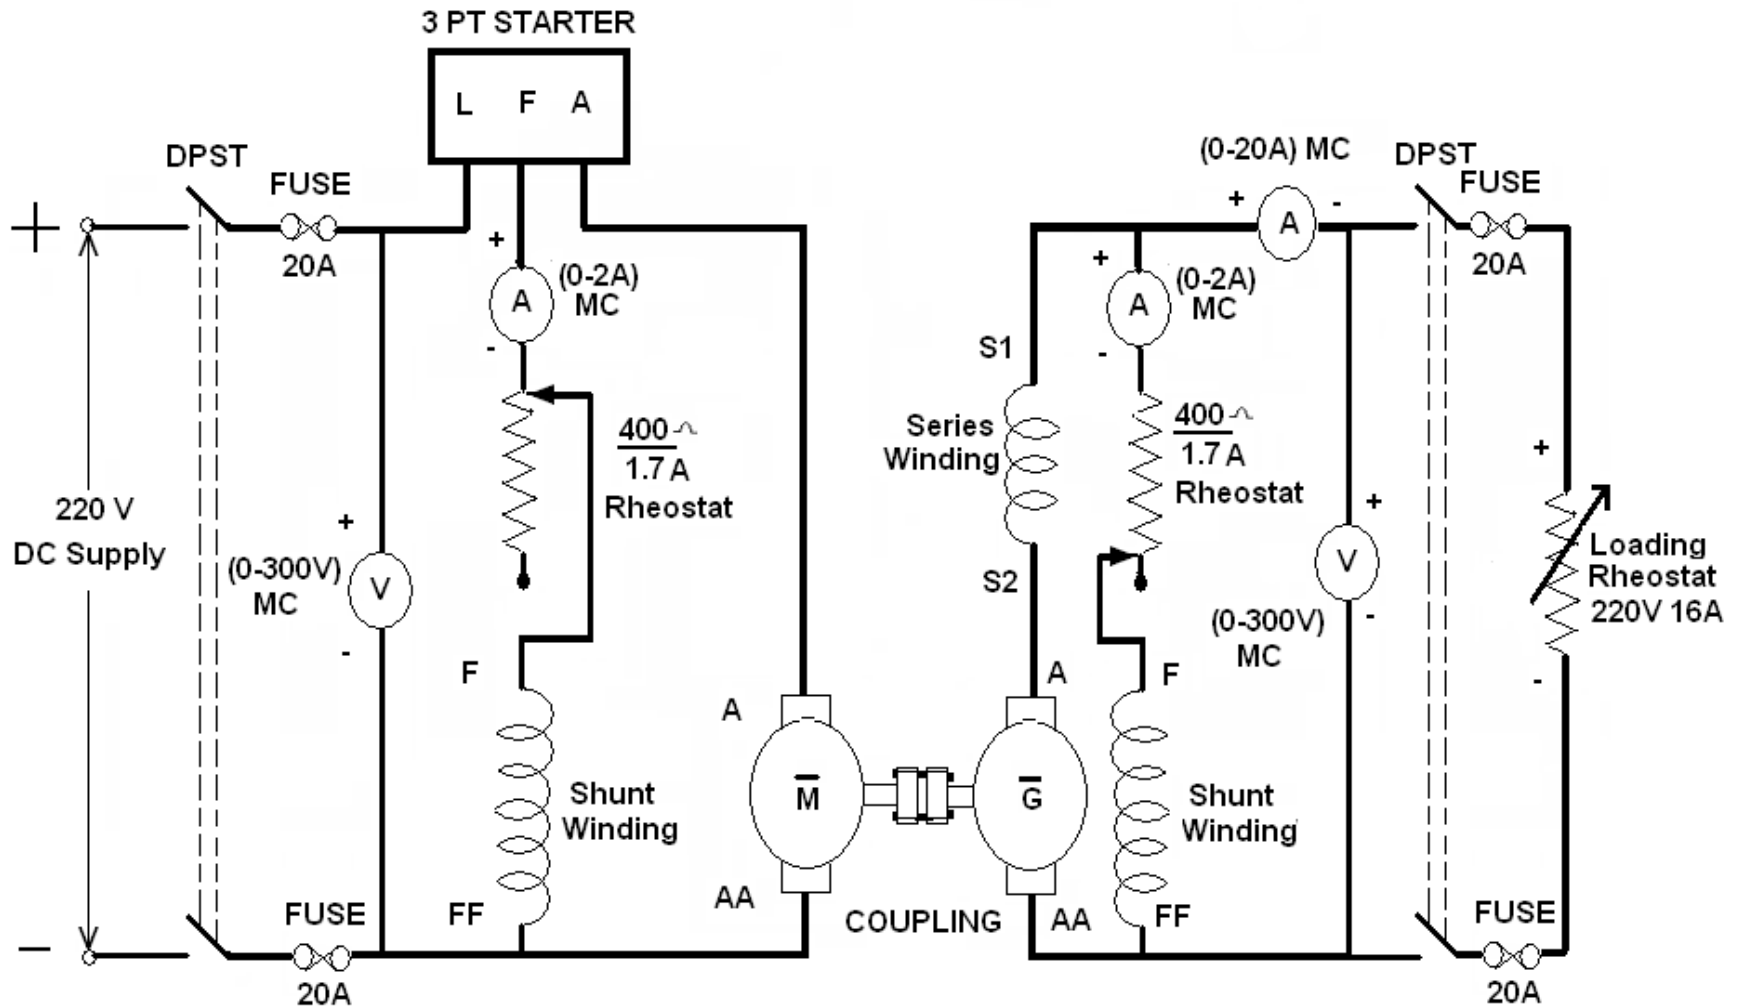 3 PT STARTER
L F A
DPST
FUSE
20A
+
+
-
A
(0-2A)
MC
400
1.7 A
Rheostat
220 V
DC Supply
+
(0-300V)
MC
V
-
F
Shunt
Winding
FF
A
M
AA
-
FUSE
20A
COUPLING
(0-20A) MC
+
A
-
DPST
FUSE
20A
+
A
-
(0-2A)
MC
S1
Series
Winding
S2
400
1.7 A
Rheostat
+
V
-
(0-300V)
MC
+
Loading
Rheostat
220V 16A
-
A
G
AA
F
Shunt
Winding
FF
FUSE
20A